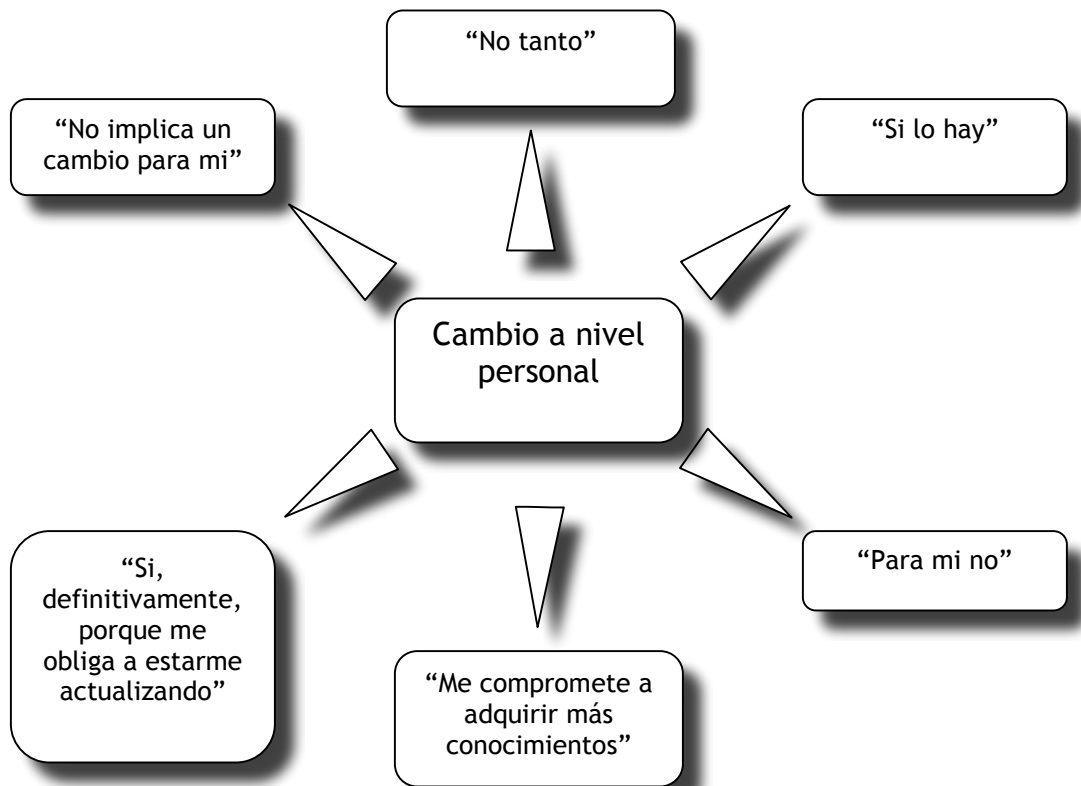 “No tanto”
“No implica un
cambio para mi”
“Si lo hay”
Cambio a nivel
personal
“Si,
definitivamente,
porque me
obliga a estarme
actualizando”
“Para mi no”
“Me compromete a
adquirir más
conocimientos”